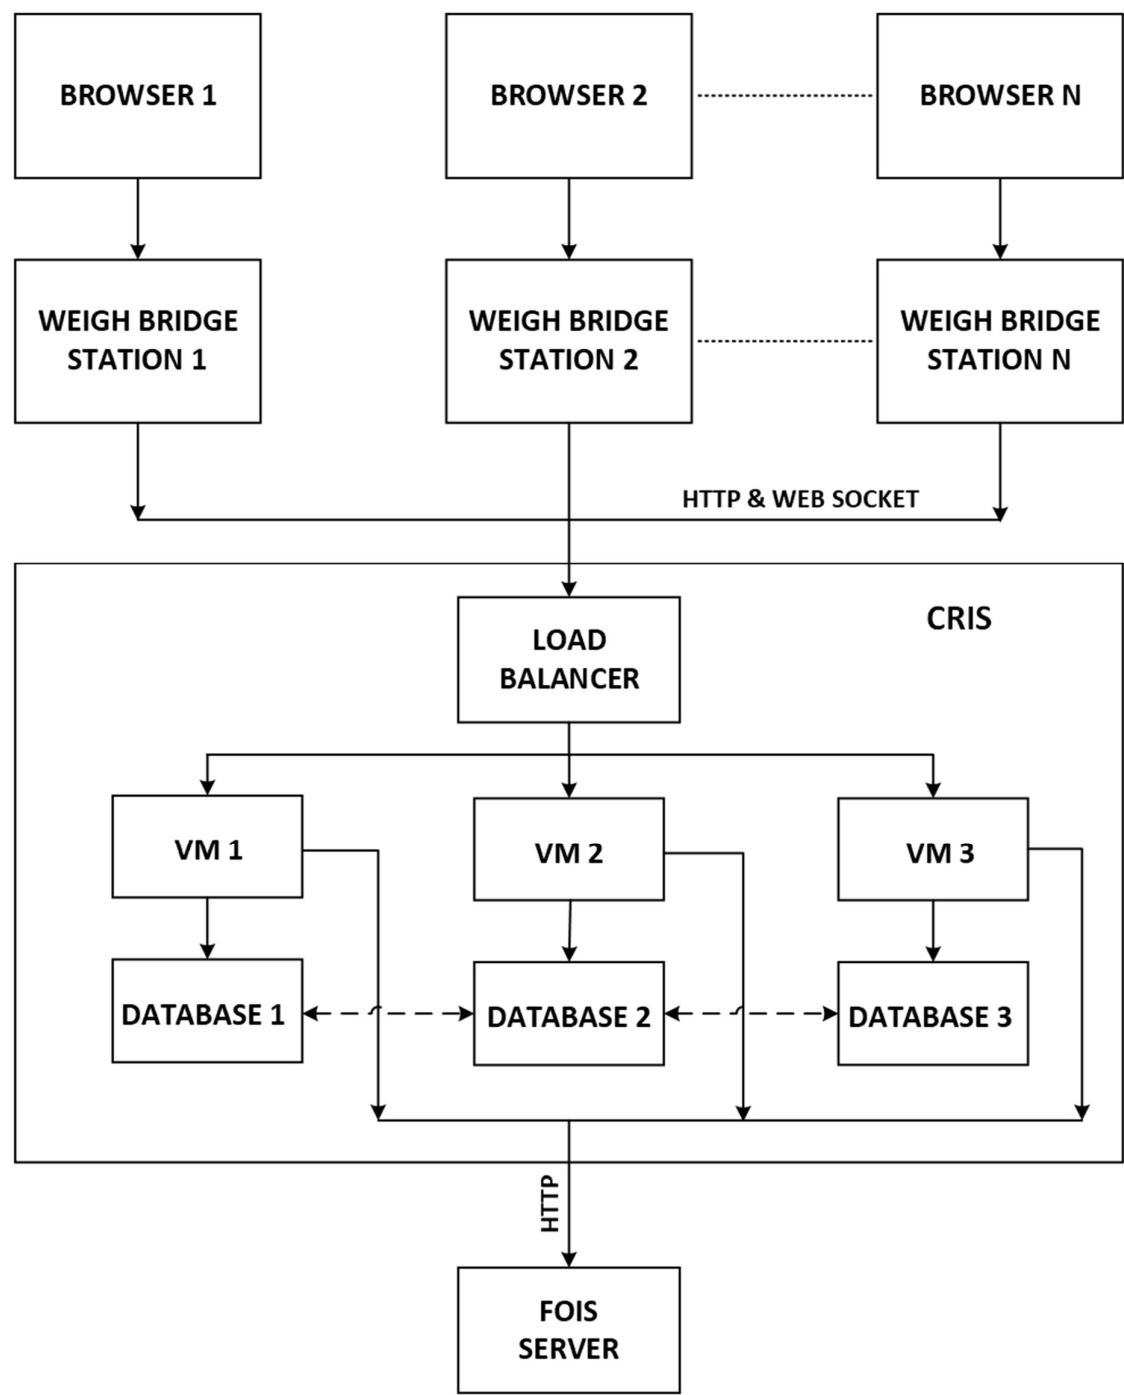 BROWSER 1
BROWSER 2
BROWSER N
WEIGH BRIDGE
STATION 1
WEIGH BRIDGE
STATION 2
WEIGH BRIDGE
STATION N
HTTP & WEB SOCKET
CRIS
LOAD
BALANCER
VM 1
VM 2
VM 3
DATABASE 1
DATABASE 2
DATABASE 3
HTTP
FOIS
SERVER